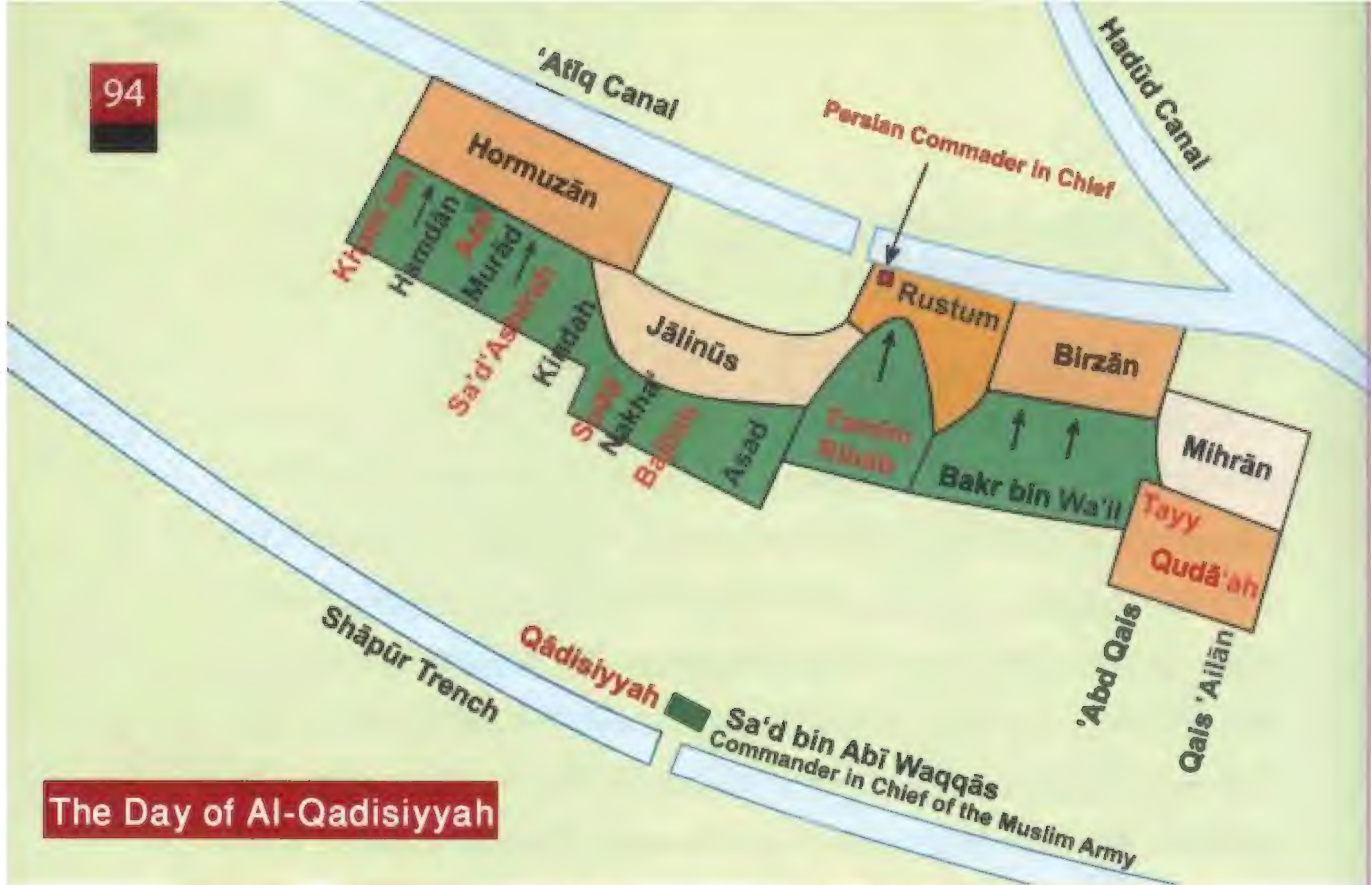 94
'Atīq Canal
Hadūd Canal
Persian Commader in Chief
Hormuzān
Hamdān
Murād
Sa'd'Ashīrah
Kindah
Jālinūs
Rustum
Birzān
Mihrān
Nakha'
Asad
Bakr bin Wa'il
Tayy
Qudā'ah
'Abd Qais
Qais 'Ailān
Shāpūr Trench
Qādisiyyah
Sa'd bin Abī Waqqās
Commander in Chief of the Muslim Army
The Day of Al-Qadisiyyah